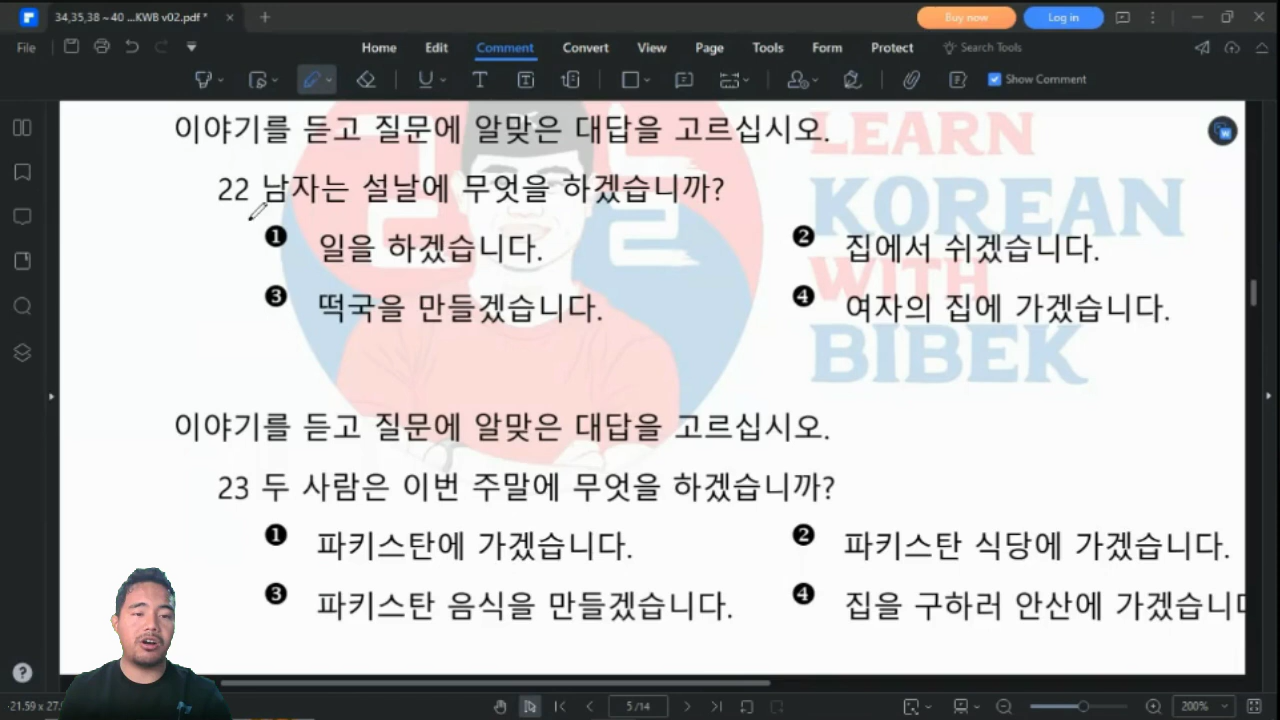 34,35,38 ~ 40 ...KWB v02.pdf *
Buy now
Log in
File
Home
Edit
Comment
Convert
View
Page
Tools
Form
Protect
Search Tools
Show Comment
LEARN
KOREAN
WITH
BIBEK
이야기를 듣고 질문에 알맞은 대답을 고르십시오.
22 남자는 설날에 무엇을 하겠습니까?
❶ 일을 하겠습니다.
❷ 집에서 쉬겠습니다.
❸ 떡국을 만들겠습니다.
❹ 여자의 집에 가겠습니다.
이야기를 듣고 질문에 알맞은 대답을 고르십시오.
23 두 사람은 이번 주말에 무엇을 하겠습니까?
❶ 파키스탄에 가겠습니다.
❷ 파키스탄 식당에 가겠습니다.
❸ 파키스탄 음식을 만들겠습니다.
❹ 집을 구하러 안산에 가겠습니
5 /14
200%